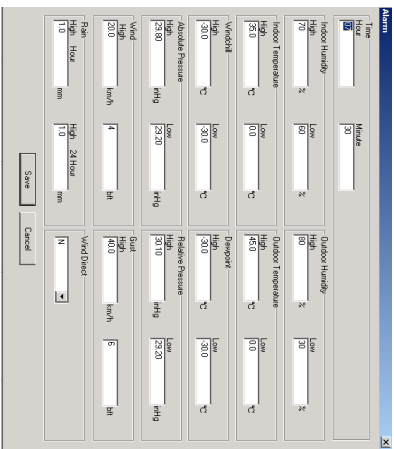 Alarm
Time
Hour Minute
30
Indoor Humidity Outdoor Humidity
High Low High Low
70 % 60 % 80 % 30 %
Indoor Temperature Outdoor Temperature
High Low High Low
35.0 °C 0.0 °C 45.0 °C 0.0 °C
Windchill Dewpoint
High Low High Low
-30.0 °C -30.0 °C 30.0 °C -30.0 °C
Absolute Pressure Relative Pressure
High Low High Low
29.80 inHg 29.20 inHg 30.10 inHg 29.20 inHg
Wind Gust
High High
20.0 km/h 4 bft 40.0 km/h 6 bft
Rain Wind Direct
High Hour High 24 Hour
1.0 mm 1.0 mm N
Save Cancel